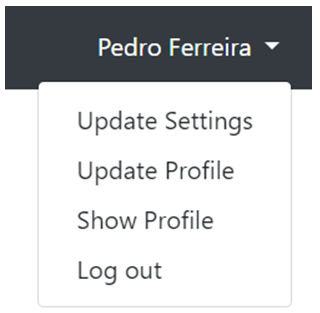 Pedro Ferreira
Update Settings
Update Profile
Show Profile
Log out